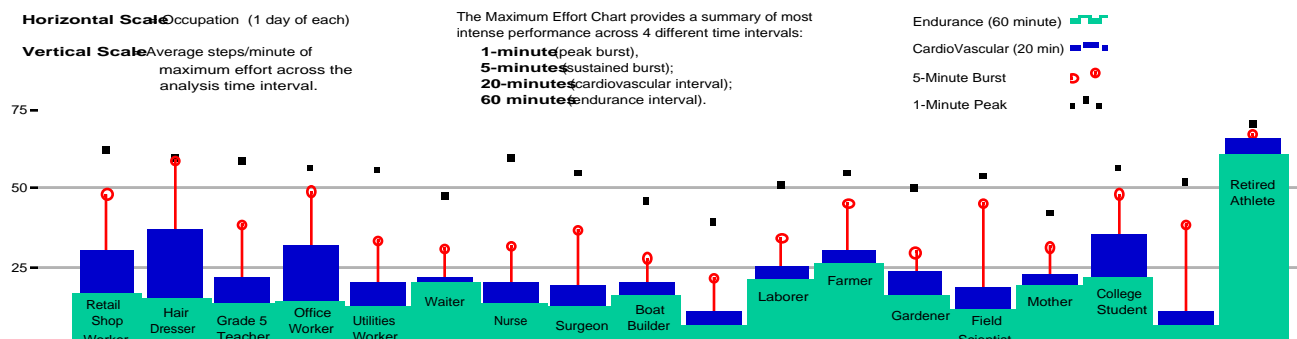 Horizontal Scale = Occupation (1 day of each)
Vertical Scale = Average steps/minute of
maximum effort across the
analysis time interval.
The Maximum Effort Chart provides a summary of most
intense performance across 4 different time intervals:
1-minute (peak burst),
5-minutes (sustained burst);
20-minutes (cardiovascular interval);
60 minutes (endurance interval).
Endurance (60 minute)
CardioVascular (20 min)
5-Minute Burst
1-Minute Peak
75
50
25
Retail
Shop
Worker
Hair
Dresser
Grade 5
Teacher
Office
Worker
Utilities
Worker
Waiter
Nurse
Surgeon
Boat
Builder
Laborer
Farmer
Gardener
Field
Scientist
Mother
College
Student
Retired
Athlete